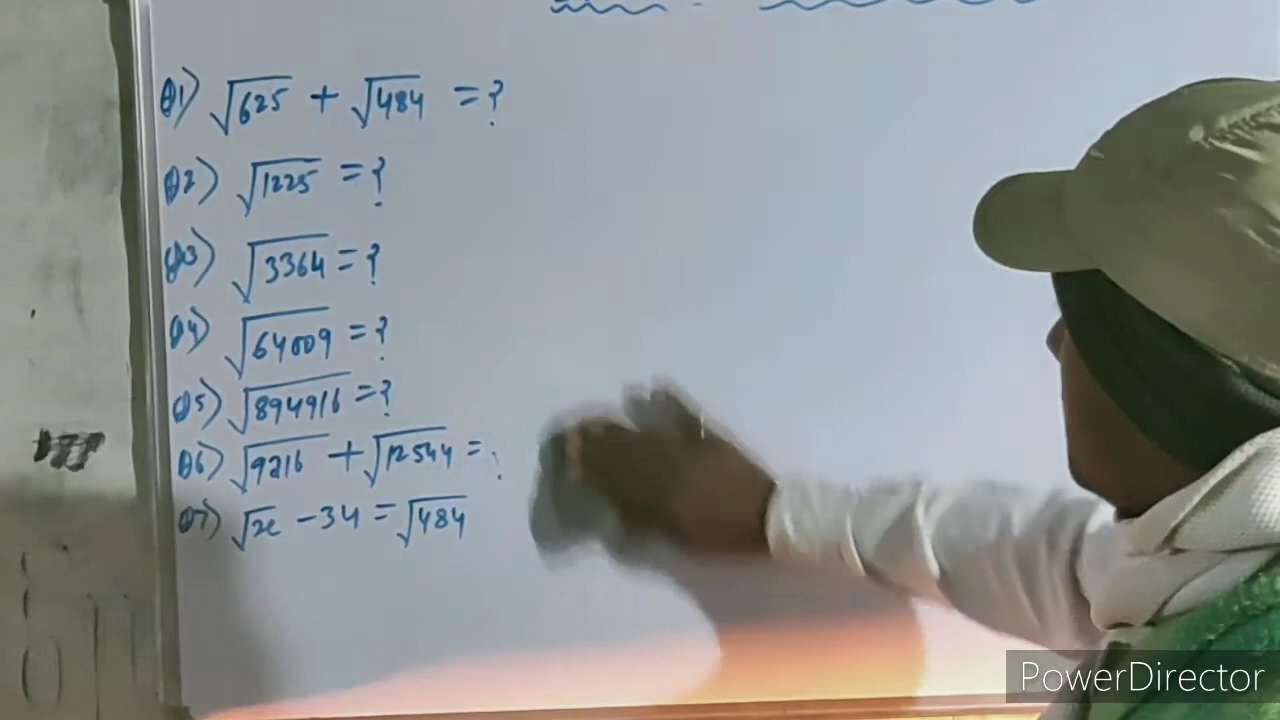 Q1) √625 + √484 = ?
Q2) √1225 = ?
Q3) √3364 = ?
Q4) √64009 = ?
Q5) √894916 = ?
Q6) √9216 + √12544 = ?
Q7) √x - 34 = √484
PowerDirector